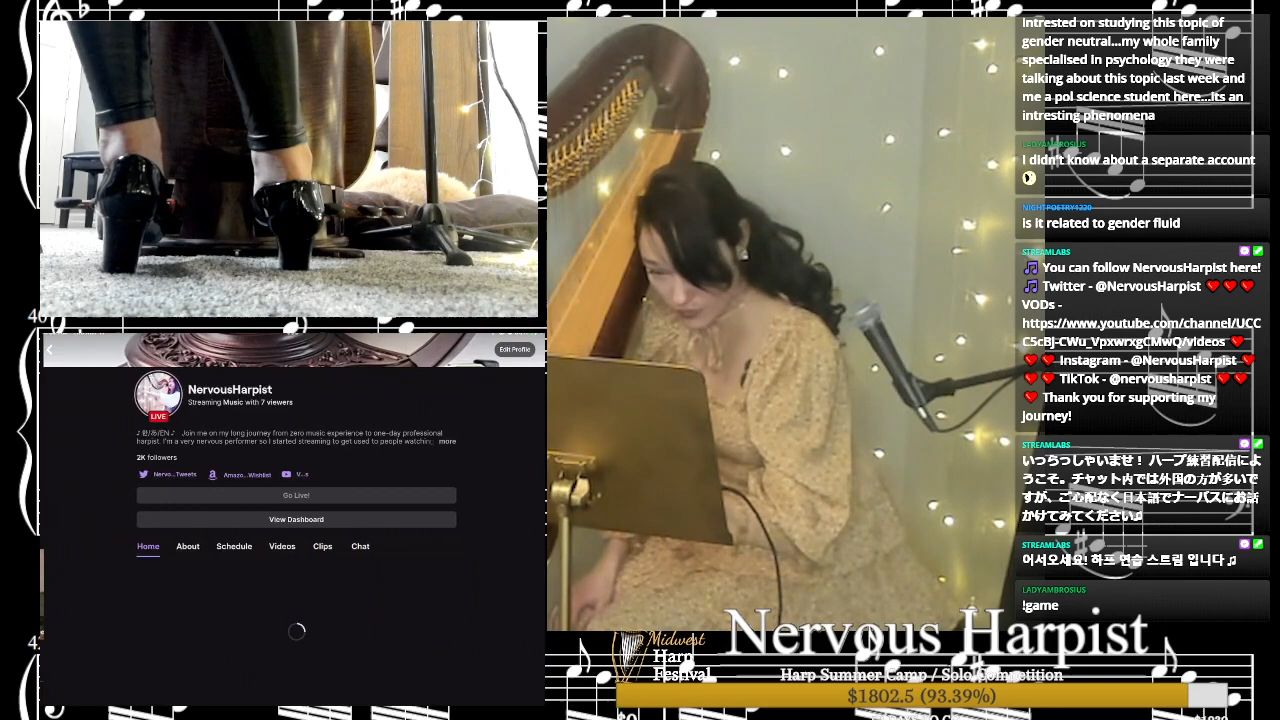 Edit Profile
NervousHarpist
Streaming Music with 7 viewers
LIVE
♪ 한/あ/EN ♪ Join me on my long journey from zero music experience to one-day professional
harpist. I'm a very nervous performer so I started streaming to get used to people watchin: more
2K followers
Nervo...Tweets
Amazo...Wishlist
V...s
Go Live!
View Dashboard
Home About Schedule Videos Clips Chat
intrested on studying this topic of
gender neutral...my whole family
specialised in psychology they were
talking about this topic last week and
me a pol science student here...its an
intresting phenomena
LADYAMBROSIUS
I didn't know about a separate account
NIGHTPOETRY1220
is it related to gender fluid
STREAMLABS
🎵 You can follow NervousHarpist here!
🎵 Twitter - @NervousHarpist ❤️ ❤️ ❤️
VODs -
https://www.youtube.com/channel/UCC
C5cBj-CWu_VpxwrxgCMwQ/videos ❤️
❤️ ❤️ Instagram - @NervousHarpist ❤️
❤️ ❤️ TikTok - @nervousharpist ❤️ ❤️
❤️ Thank you for supporting my
journey!
STREAMLABS
いらっしゃいませ！ ハープ練習配信によ
うこそ。チャット内では外国の方が多いで
すが、ご心配なく日本語でナーバスにお話
かけてみてください♫
STREAMLABS
어서오세요! 하프 연습 스트림 입니다 ♫
LADYAMBROSIUS
!game
Midwest
Harp
Festival
Nervous Harpist
Harp Summer Camp / Solo Competition
$1802.5 (93.39%)